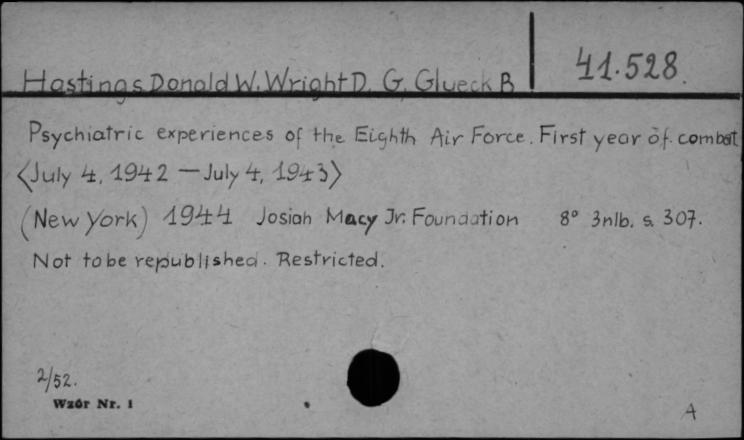 Hastings Donald W. Wright D. G. Glueck B
41.528.
Psychiatric experiences of the Eighth Air Force. First year of combat
<July 4, 1942 — July 4, 1943>
(New York) 1944 Josiah Macy Jr. Foundation 8° 3nlb. s. 307.
Not to be republished. Restricted.
2/52.
Wzór Nr. 1
A